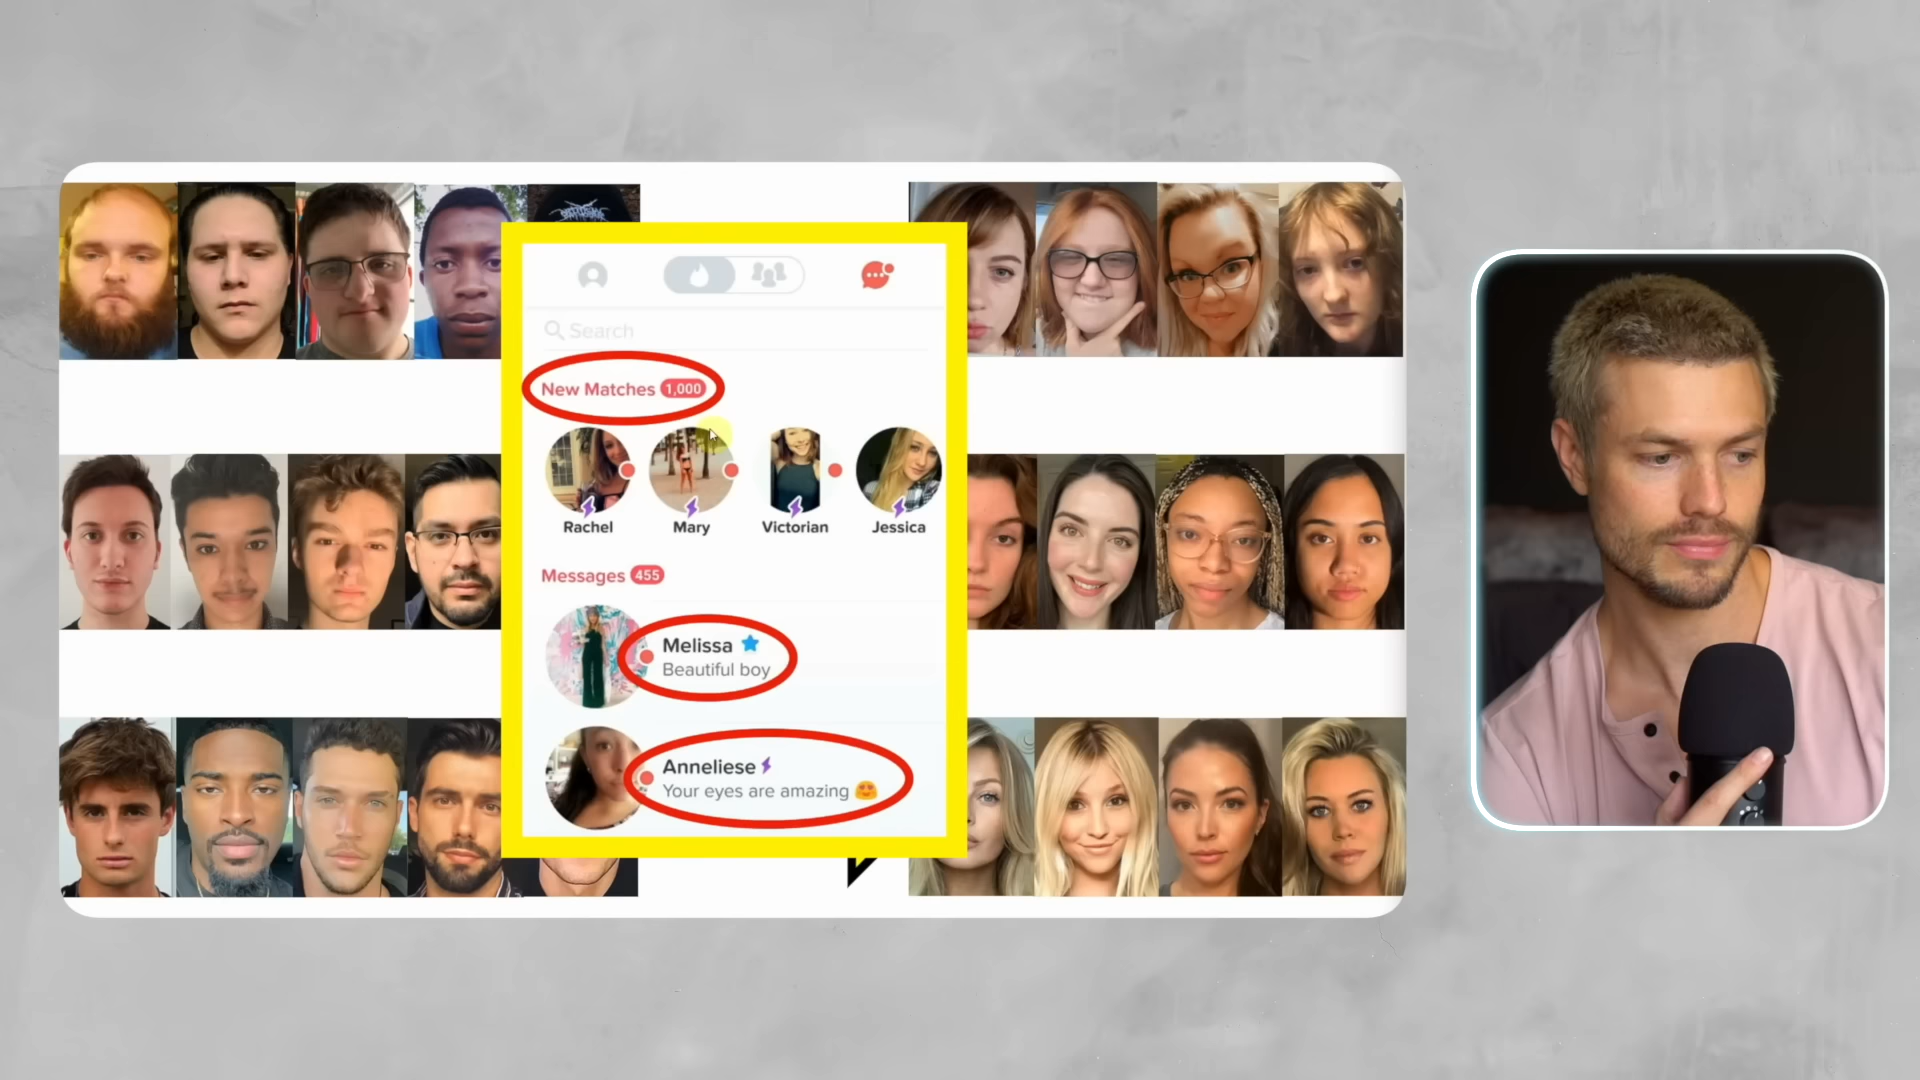 Search
New Matches 1,000
Rachel
Mary
Victorian
Jessica
Messages 455
Melissa
Beautiful boy
Anneliese
Your eyes are amazing 😍